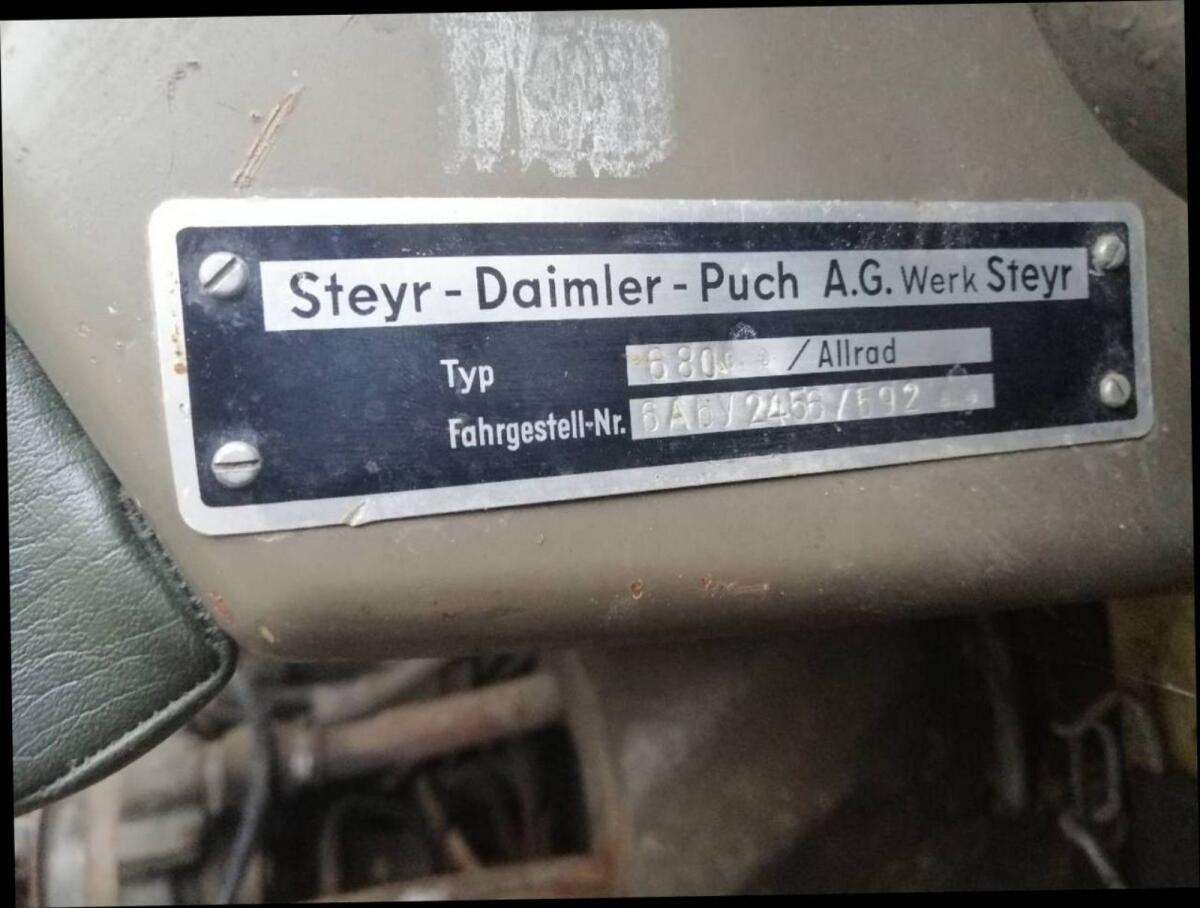 Steyr - Daimler - Puch A.G. Werk Steyr
Typ / Allrad
Fahrgestell-Nr.